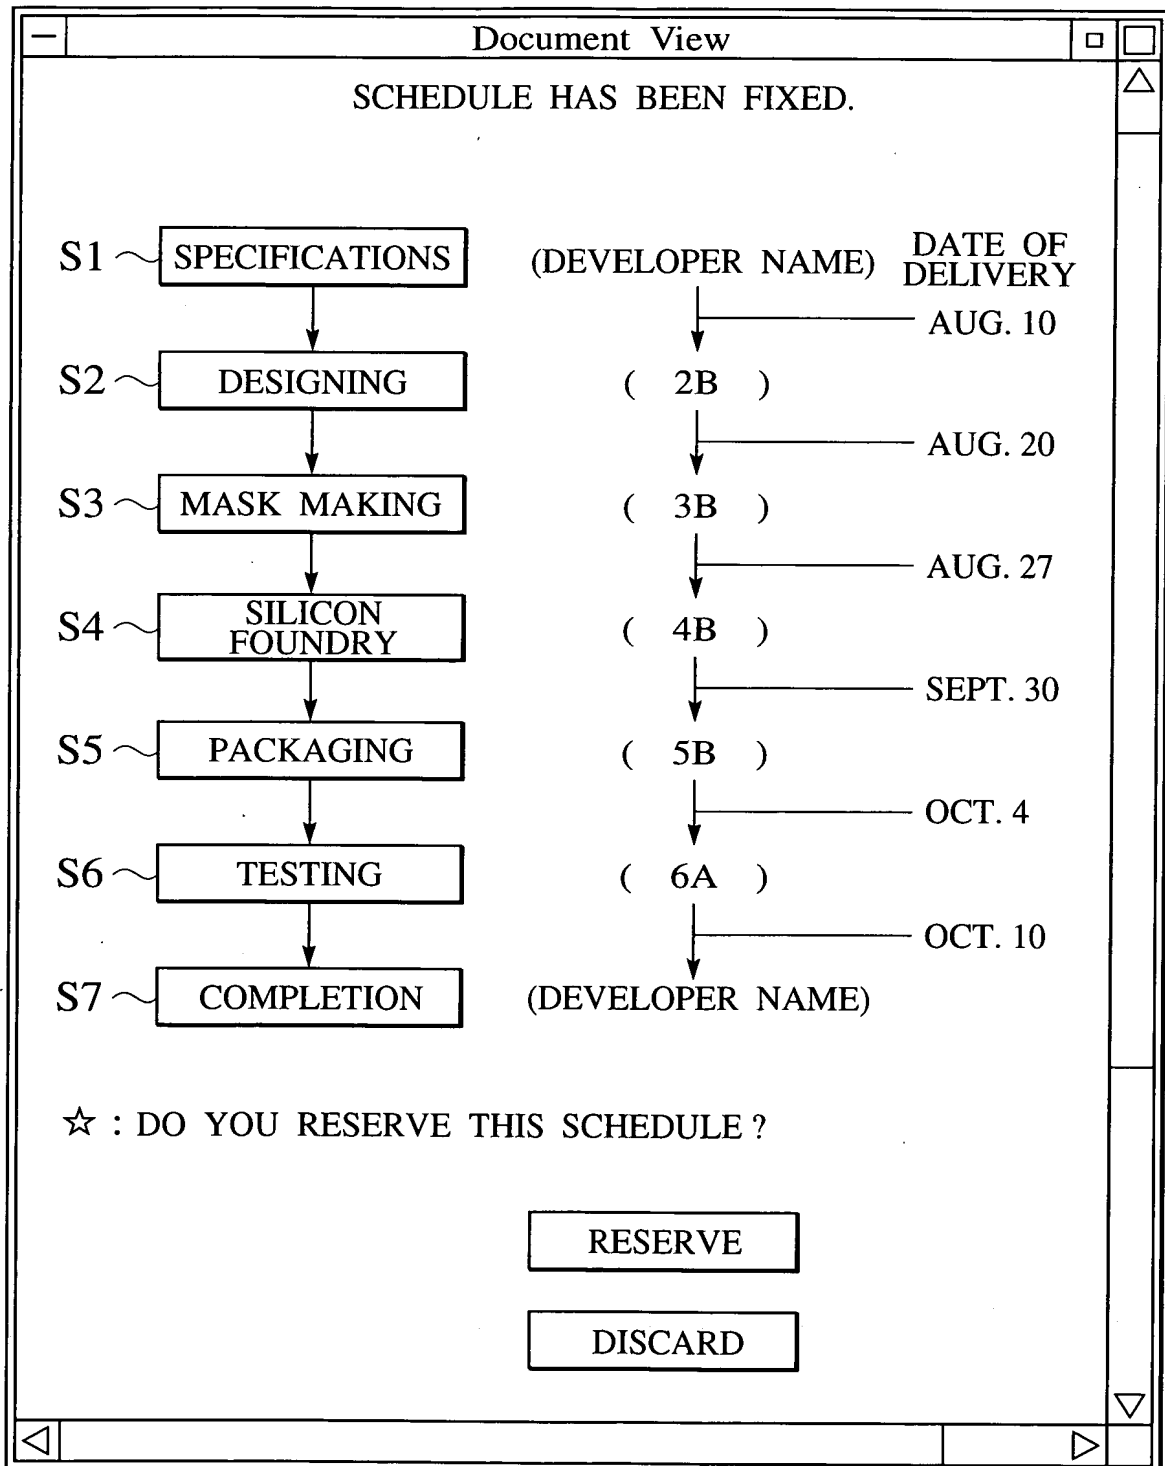 Document View
SCHEDULE HAS BEEN FIXED.
S1 SPECIFICATIONS (DEVELOPER NAME) DATE OF DELIVERY
AUG. 10
S2 DESIGNING ( 2B )
AUG. 20
S3 MASK MAKING ( 3B )
AUG. 27
S4 SILICON FOUNDRY ( 4B )
SEPT. 30
S5 PACKAGING ( 5B )
OCT. 4
S6 TESTING ( 6A )
OCT. 10
S7 COMPLETION (DEVELOPER NAME)
☆ : DO YOU RESERVE THIS SCHEDULE ?
RESERVE
DISCARD